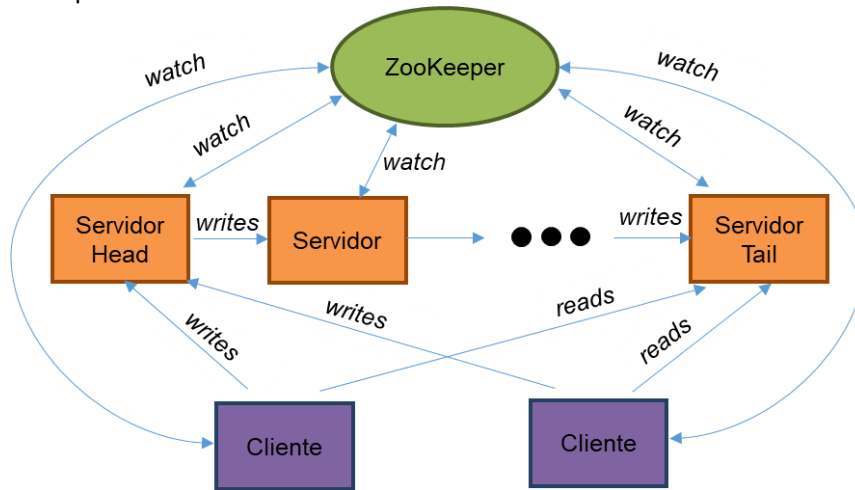 ZooKeeper
watch
watch
watch
watch
watch
Servidor
Head
writes
Servidor
writes
Servidor
Tail
writes
writes
reads
reads
Cliente
Cliente